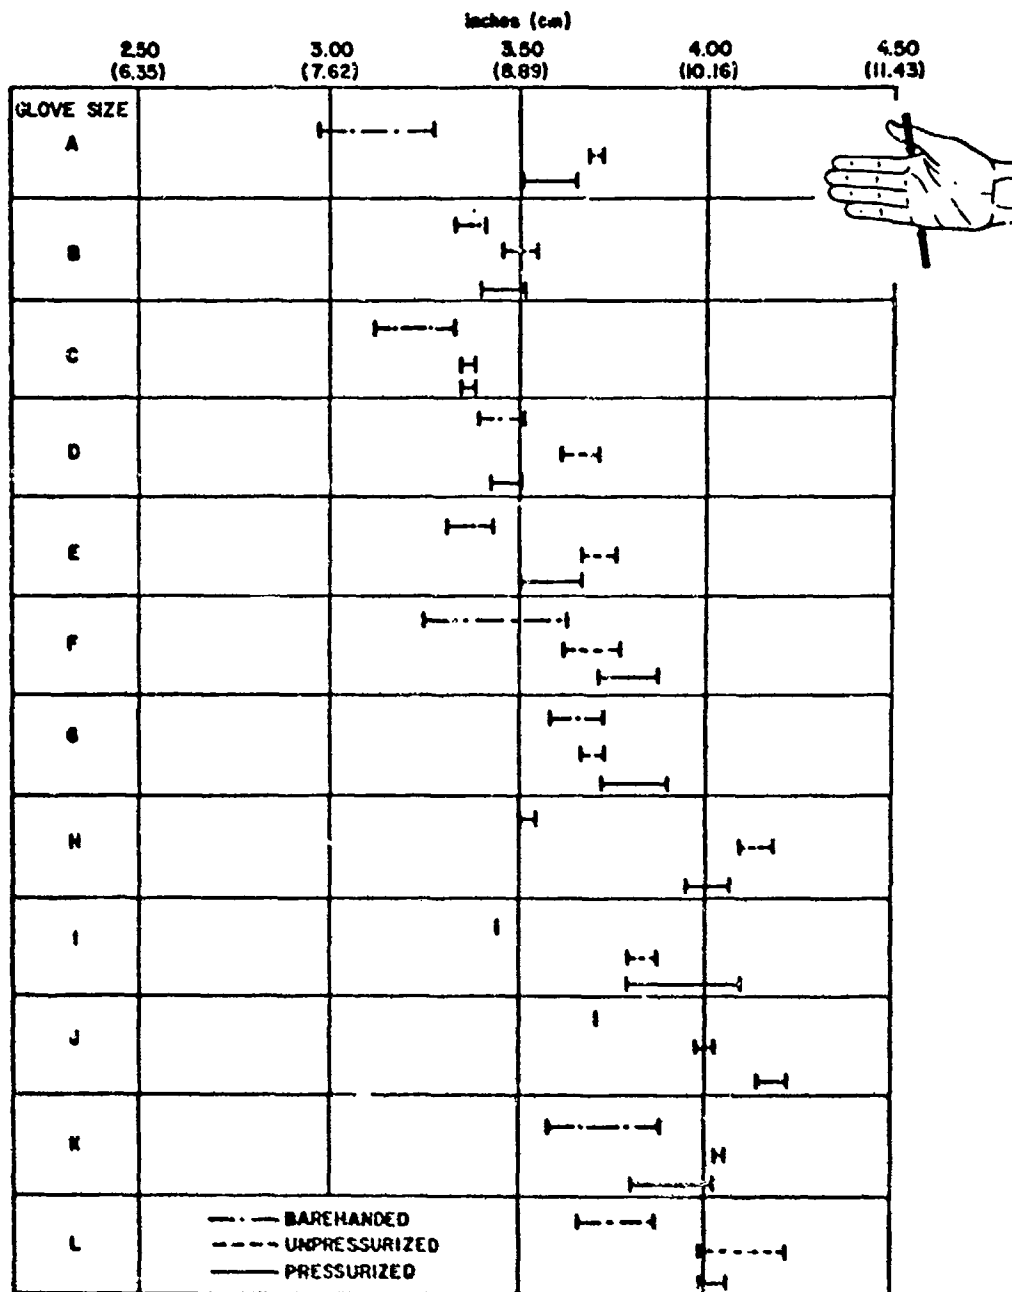 inches (cm)
2.50 3.00 3.50 4.00 4.50
(6.35) (7.62) (8.89) (10.16) (11.43)
GLOVE SIZE
A
B
C
D
E
F
G
H
I
J
K
L
BAREHANDED
UNPRESSURIZED
PRESSURIZED